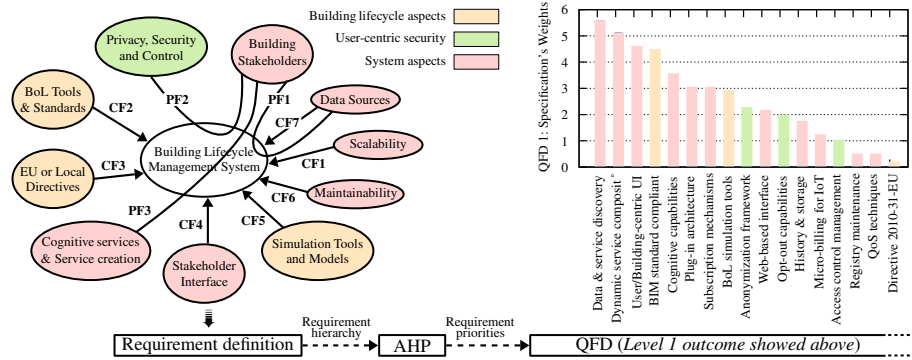 Privacy, Security
and Control
Building
Stakeholders
Building lifecycle aspects
User-centric security
System aspects
BoL Tools
& Standards
PF2
PF1
CF2
CF7
Data Sources
Building Lifecycle
Management System
CF1
Scalability
EU or Local
Directives
CF3
CF6
Maintainability
PF3
CF4
CF5
Cognitive services
& Service creation
Stakeholder
Interface
Simulation Tools
and Models
QFD 1: Specification's Weights
6
5
4
3
2
1
0
Data & service discovery
Dynamic service composit°
User/Building-centric UI
BIM standard compliant
Cognitive capabilities
Plug-in architecture
Subscription mechanisms
BoL simulation tools
Anonymization framework
Web-based interface
Opt-out capabilities
History & storage
Micro-billing for IoT
Access control management
Registry maintenance
QoS techniques
Directive 2010-31-EU
Requirement definition
Requirement
hierarchy
AHP
Requirement
priorities
QFD (Level 1 outcome showed above)